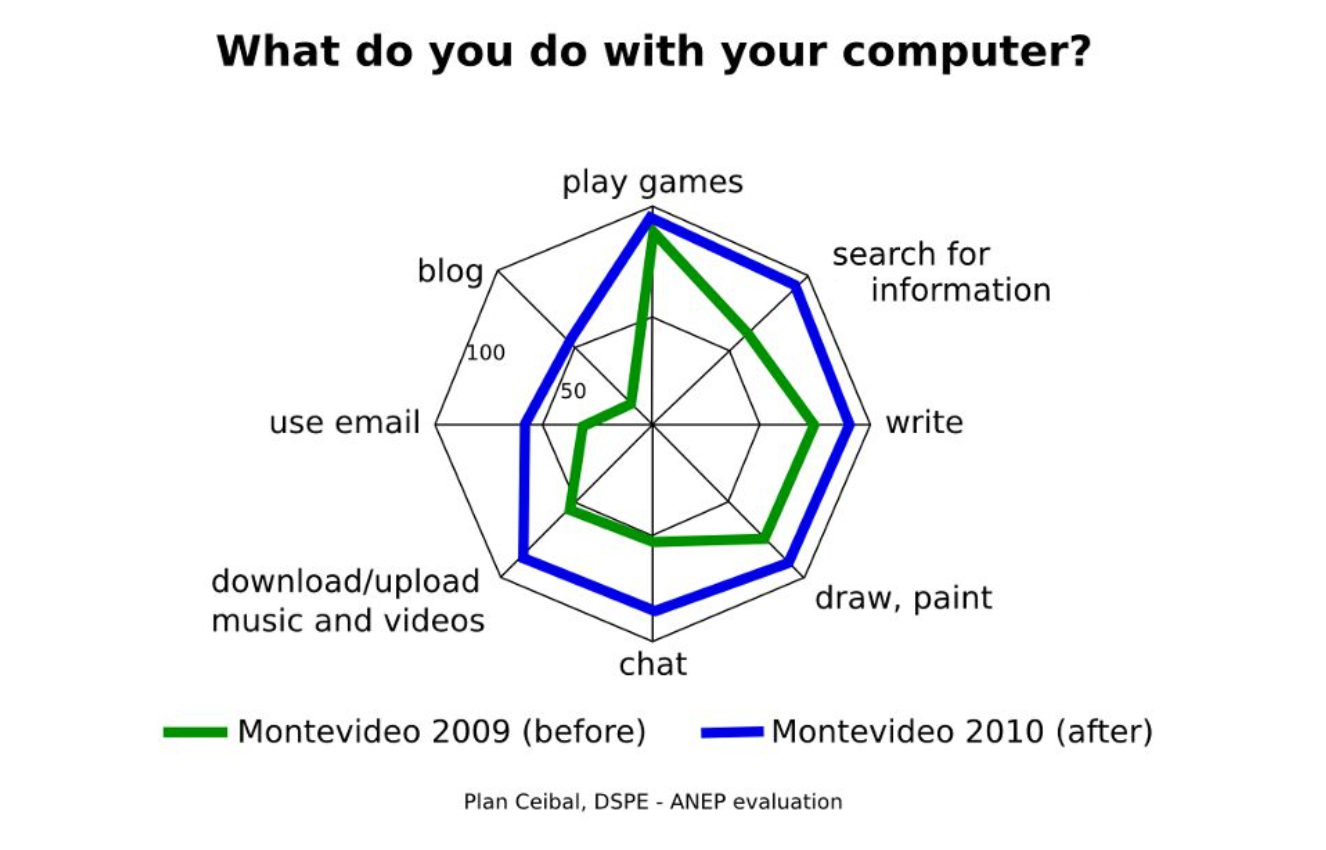 What do you do with your computer?
play games
search for
information
blog
100
50
use email
write
download/upload
music and videos
draw, paint
chat
Montevideo 2009 (before)
Montevideo 2010 (after)
Plan Ceibal, DSPE - ANEP evaluation